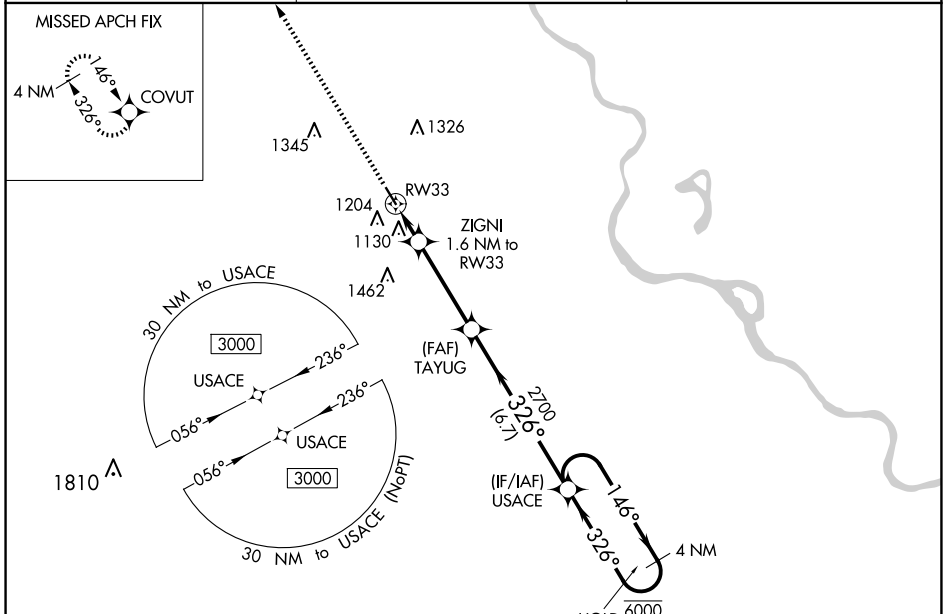 MISSED APCH FIX
146°
4 NM
COVUT
326°
1345
1326
RW33
1204
1130
ZIGNI
1.6 NM to
RW33
1462
30 NM to USACE
3000
(FAF)
TAYUG
USACE
236°
056°
2700
326°
(6.7)
236°
USACE
056°
3000
1810
30 NM to USACE (NoPT)
(IF/IAF)
USACE
146°
326°
4 NM
6000